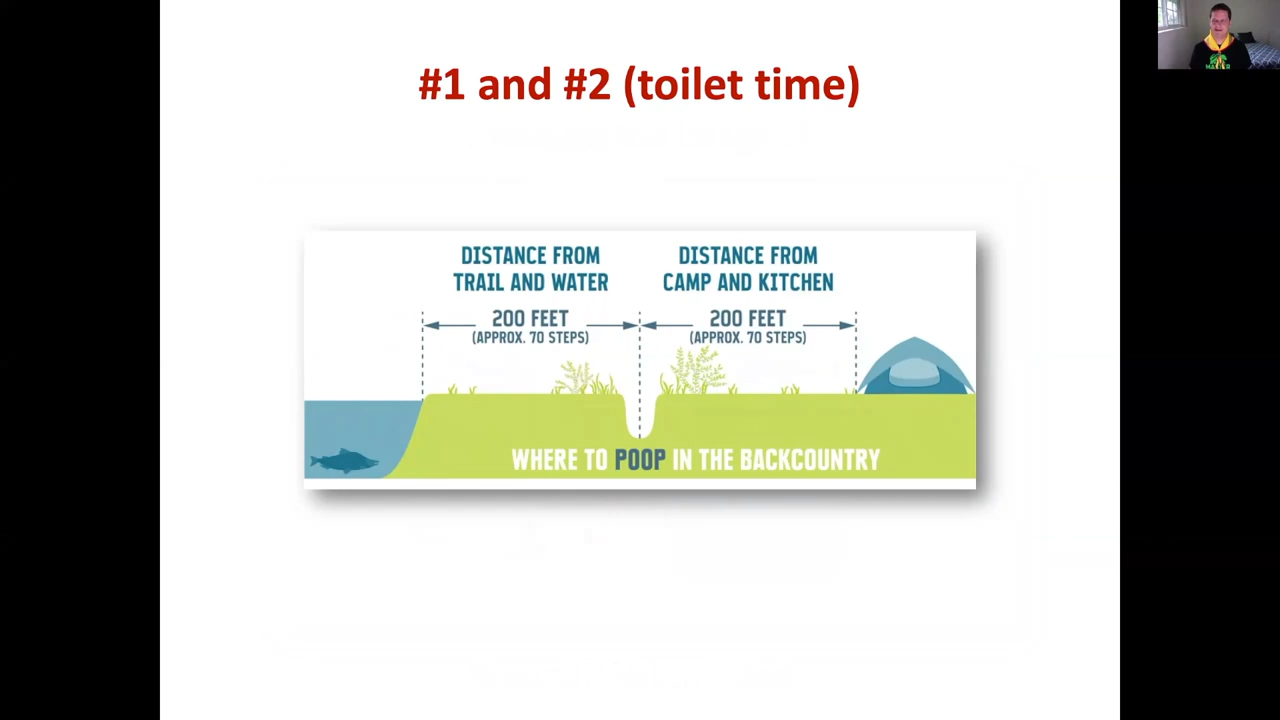 #1 and #2 (toilet time)
DISTANCE FROM
TRAIL AND WATER
200 FEET
(APPROX. 70 STEPS)
DISTANCE FROM
CAMP AND KITCHEN
200 FEET
(APPROX. 70 STEPS)
WHERE TO POOP IN THE BACKCOUNTRY